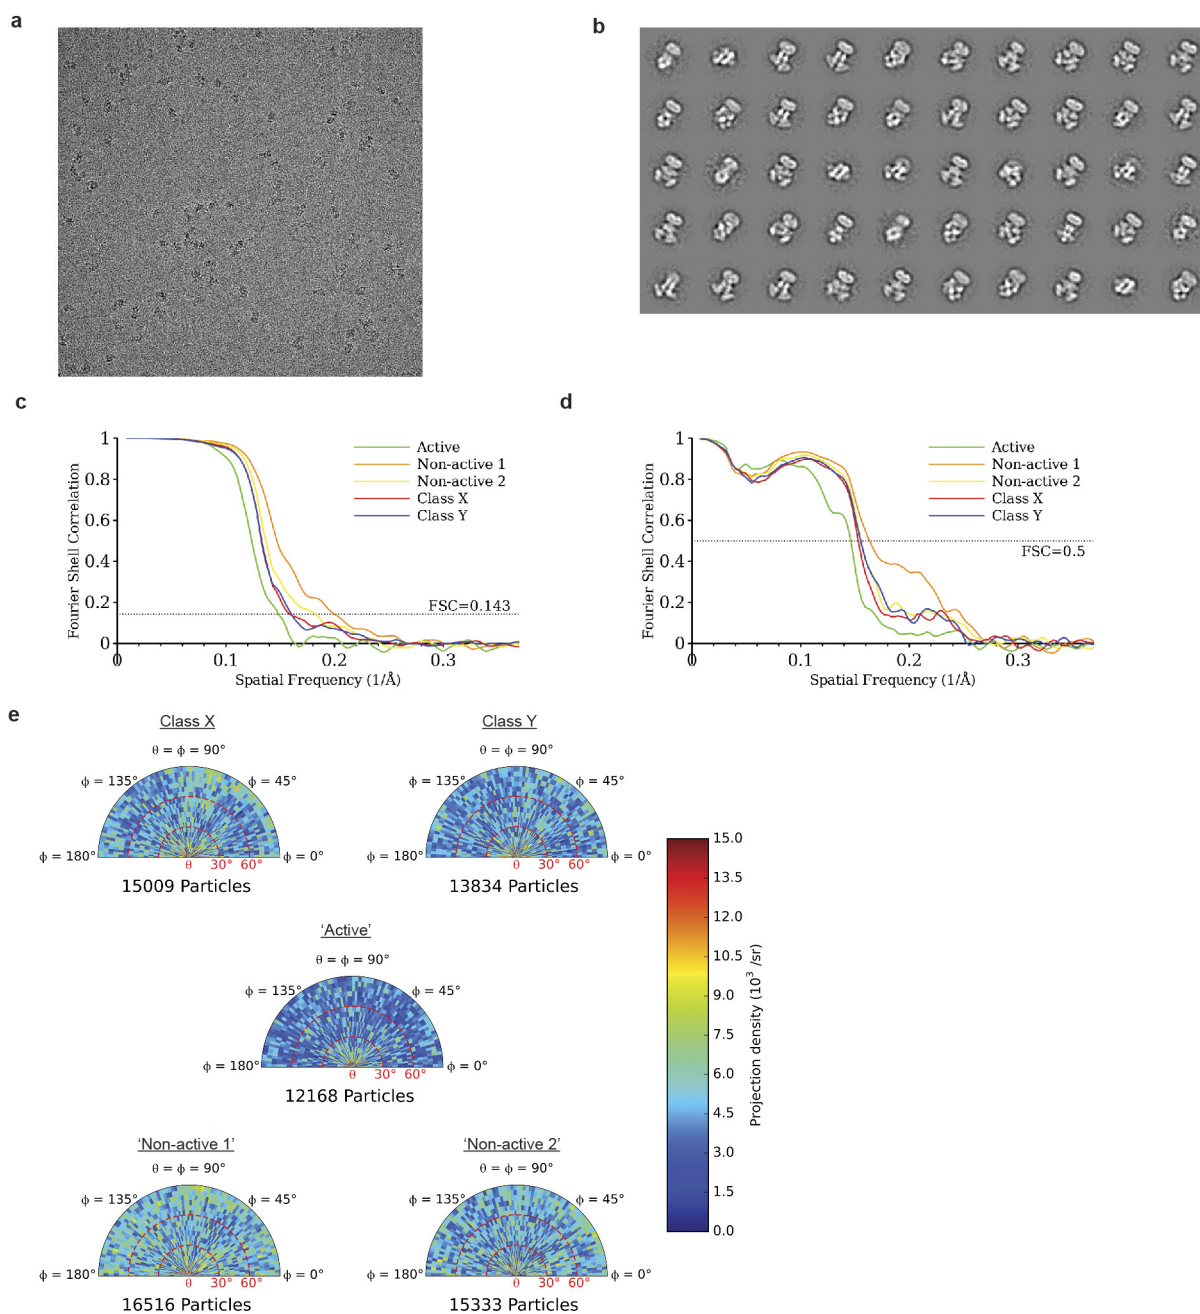 a
b
c
1
0.8
0.6
0.4
0.2
0
0
0.1
0.2
0.3
Fourier Shell Correlation
Spatial Frequency (1/Å)
Active
Non-active 1
Non-active 2
Class X
Class Y
FSC=0.143
d
1
0.8
0.6
0.4
0.2
0
0
0.1
0.2
0.3
Fourier Shell Correlation
Spatial Frequency (1/Å)
Active
Non-active 1
Non-active 2
Class X
Class Y
FSC=0.5
e
Class X
θ = ϕ = 90°
ϕ = 135°
ϕ = 45°
ϕ = 180°
θ
30°
60°
ϕ = 0°
15009 Particles
Class Y
θ = ϕ = 90°
ϕ = 135°
ϕ = 45°
ϕ = 180°
θ
30°
60°
ϕ = 0°
13834 Particles
'Active'
θ = ϕ = 90°
ϕ = 135°
ϕ = 45°
ϕ = 180°
θ
30°
60°
ϕ = 0°
12168 Particles
'Non-active 1'
θ = ϕ = 90°
ϕ = 135°
ϕ = 45°
ϕ = 180°
θ
30°
60°
ϕ = 0°
16516 Particles
'Non-active 2'
θ = ϕ = 90°
ϕ = 135°
ϕ = 45°
ϕ = 180°
θ
30°
60°
ϕ = 0°
15333 Particles
15.0
13.5
12.0
10.5
9.0
7.5
6.0
4.5
3.0
1.5
0.0
Projection density (10³ /sr)